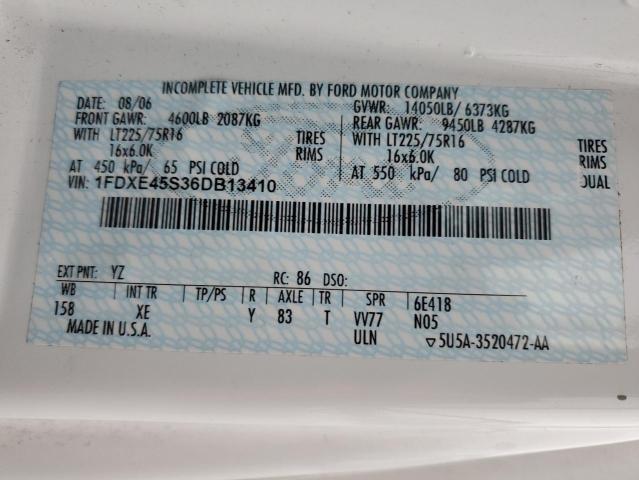 INCOMPLETE VEHICLE MFD. BY FORD MOTOR COMPANY
DATE: 08/06 GVWR: 14050LB/ 6373KG
FRONT GAWR: 4600LB 2087KG REAR GAWR: 9450LB 4287KG
WITH LT225/75R16 TIRES WITH LT225/75R16 TIRES
16x6.0K RIMS 16x6.0K RIMS
AT 450 kPa/ 65 PSI COLD AT 550 kPa/ 80 PSI COLD DUAL
VIN: 1FDXE45S36DB13410
EXT PNT: YZ RC: 86 DSO:
WB INT TR TP/PS R AXLE TR SPR 6E418
158 XE Y 83 T VV77 N05
MADE IN U.S.A. ULN ▽5U5A-3520472-AA